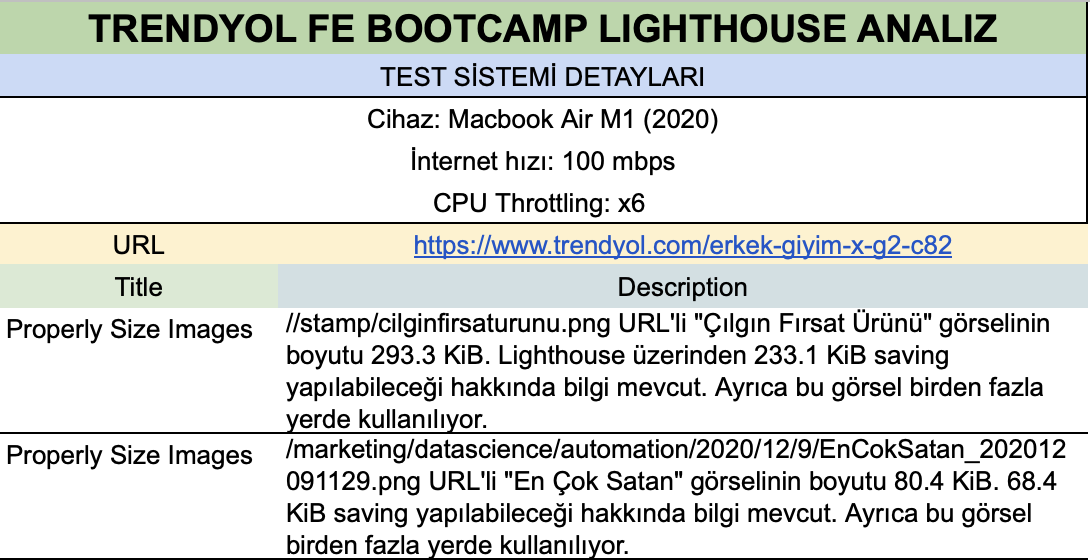 TRENDYOL FE BOOTCAMP LIGHTHOUSE ANALIZ
TEST SİSTEMİ DETAYLARI
Cihaz: Macbook Air M1 (2020)
İnternet hızı: 100 mbps
CPU Throttling: x6
URL https://www.trendyol.com/erkek-giyim-x-g2-c82
Title Description
Properly Size Images //stamp/cilginfirsaturunu.png URL'li "Çılgın Fırsat Ürünü" görselinin
boyutu 293.3 KiB. Lighthouse üzerinden 233.1 KiB saving
yapılabileceği hakkında bilgi mevcut. Ayrıca bu görsel birden fazla
yerde kullanılıyor.
Properly Size Images /marketing/datascience/automation/2020/12/9/EnCokSatan_202012
091129.png URL'li "En Çok Satan" görselinin boyutu 80.4 KiB. 68.4
KiB saving yapılabileceği hakkında bilgi mevcut. Ayrıca bu görsel
birden fazla yerde kullanılıyor.